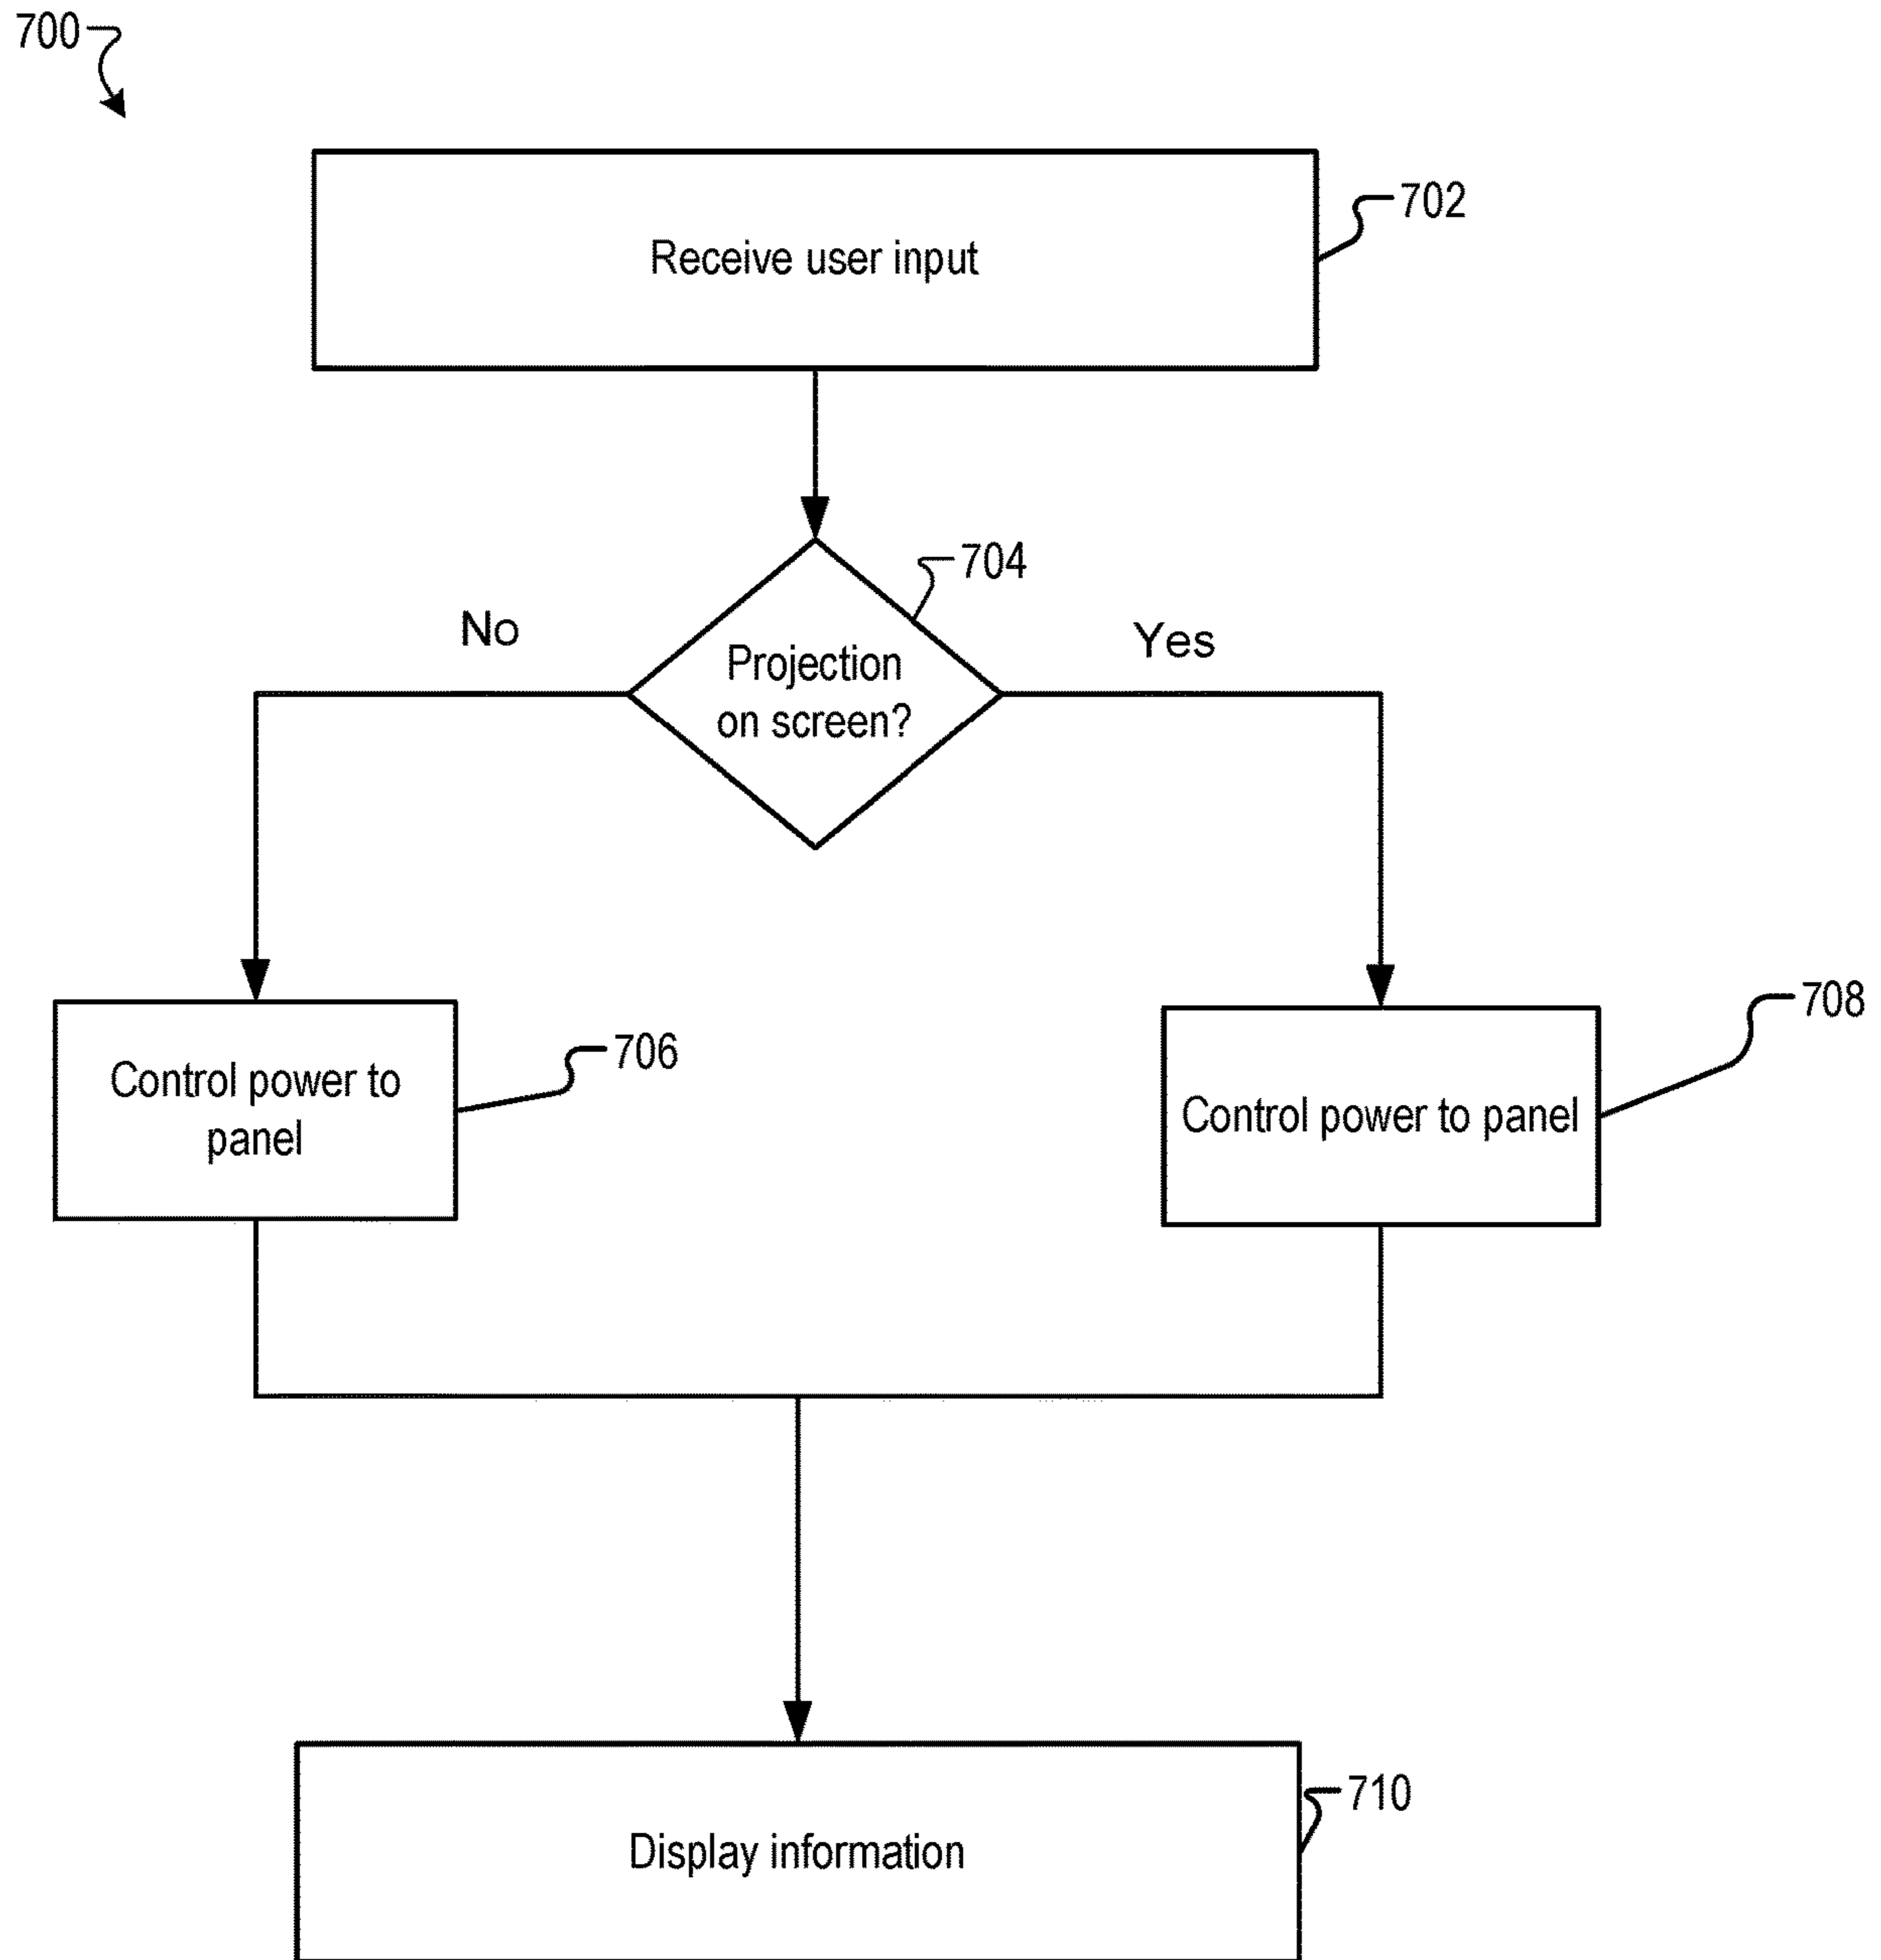 700
Receive user input
702
704
No
Yes
Projection
on screen?
Control power to
panel
706
Control power to panel
708
Display information
710